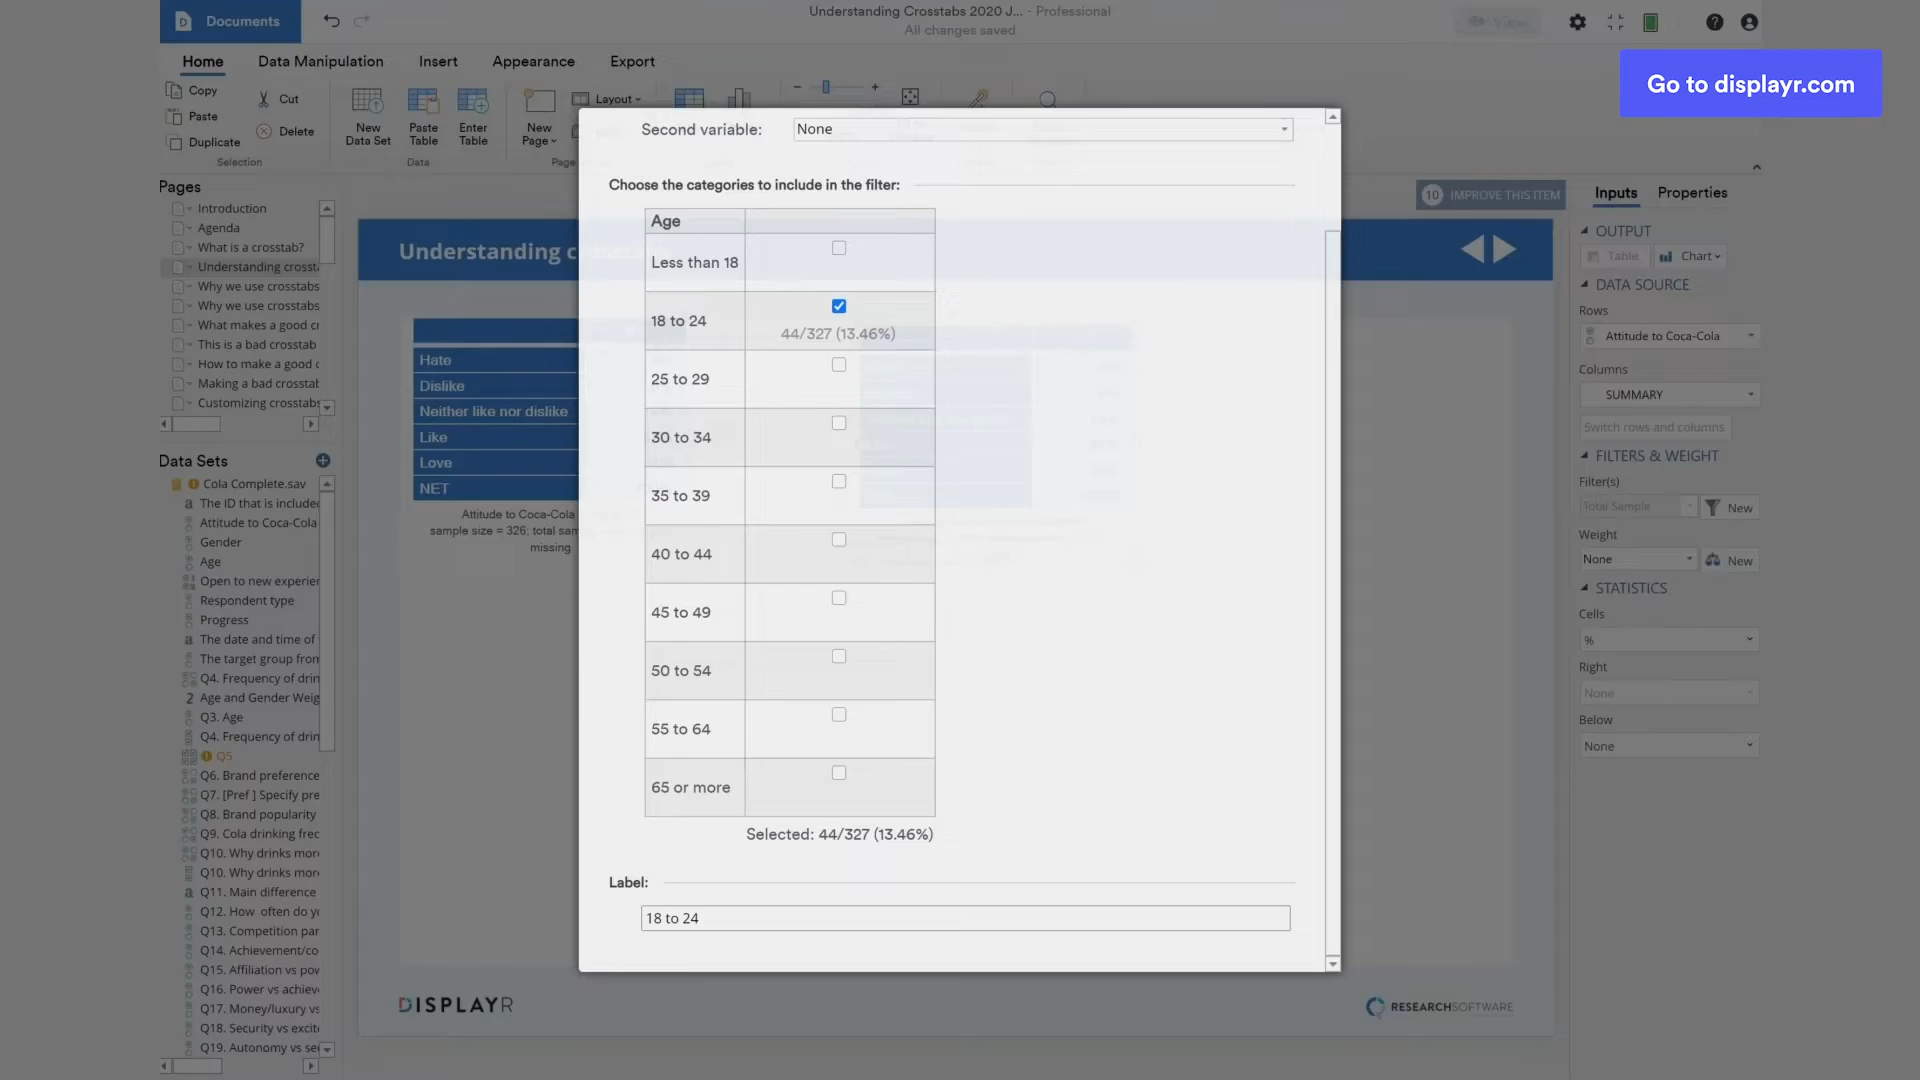 Documents
Understanding Crosstabs 2020 J... - Professional
All changes saved
View
Go to displayr.com
Home
Data Manipulation
Insert
Appearance
Export
Copy
Paste
Duplicate
Cut
Delete
Selection
New Data Set
Paste Table
Enter Table
Data
New Page
Layout
Page
Pages
Introduction
Agenda
What is a crosstab?
Understanding crossta
Why we use crosstabs
Why we use crosstabs
What makes a good cr
This is a bad crosstab
How to make a good c
Making a bad crosstab
Customizing crosstabs
Data Sets
Cola Complete.sav
a The ID that is included
Attitude to Coca-Cola
Gender
Age
Open to new experien
Respondent type
Progress
a The date and time of
The target group from
Q4. Frequency of drin
2 Age and Gender Weig
Q3. Age
Q4. Frequency of drin
Q5
Q6. Brand preference
Q7. [Pref ] Specify pre
Q8. Brand popularity
Q9. Cola drinking freq
Q10. Why drinks more
Q10. Why drinks more
a Q11. Main difference
Q12. How often do yo
Q13. Competition par
Q14. Achievement/co
Q15. Affiliation vs pow
Q16. Power vs achiev
Q17. Money/luxury vs
Q18. Security vs excit
Q19. Autonomy vs sec
Understanding c
Hate
Dislike
Neither like nor dislike
Like
Love
NET
Attitude to Coca-Cola
sample size = 326; total sam
missing
Second variable: None
Choose the categories to include in the filter:
Age
Less than 18
18 to 24
44/327 (13.46%)
25 to 29
30 to 34
35 to 39
40 to 44
45 to 49
50 to 54
55 to 64
65 or more
Selected: 44/327 (13.46%)
Label:
18 to 24
DISPLAYR
RESEARCHSOFTWARE
10 IMPROVE THIS ITEM
Inputs
Properties
OUTPUT
Table
Chart
DATA SOURCE
Rows
Attitude to Coca-Cola
Columns
SUMMARY
Switch rows and columns
FILTERS & WEIGHT
Filter(s)
Total Sample
New
Weight
None
New
STATISTICS
Cells
%
Right
None
Below
None